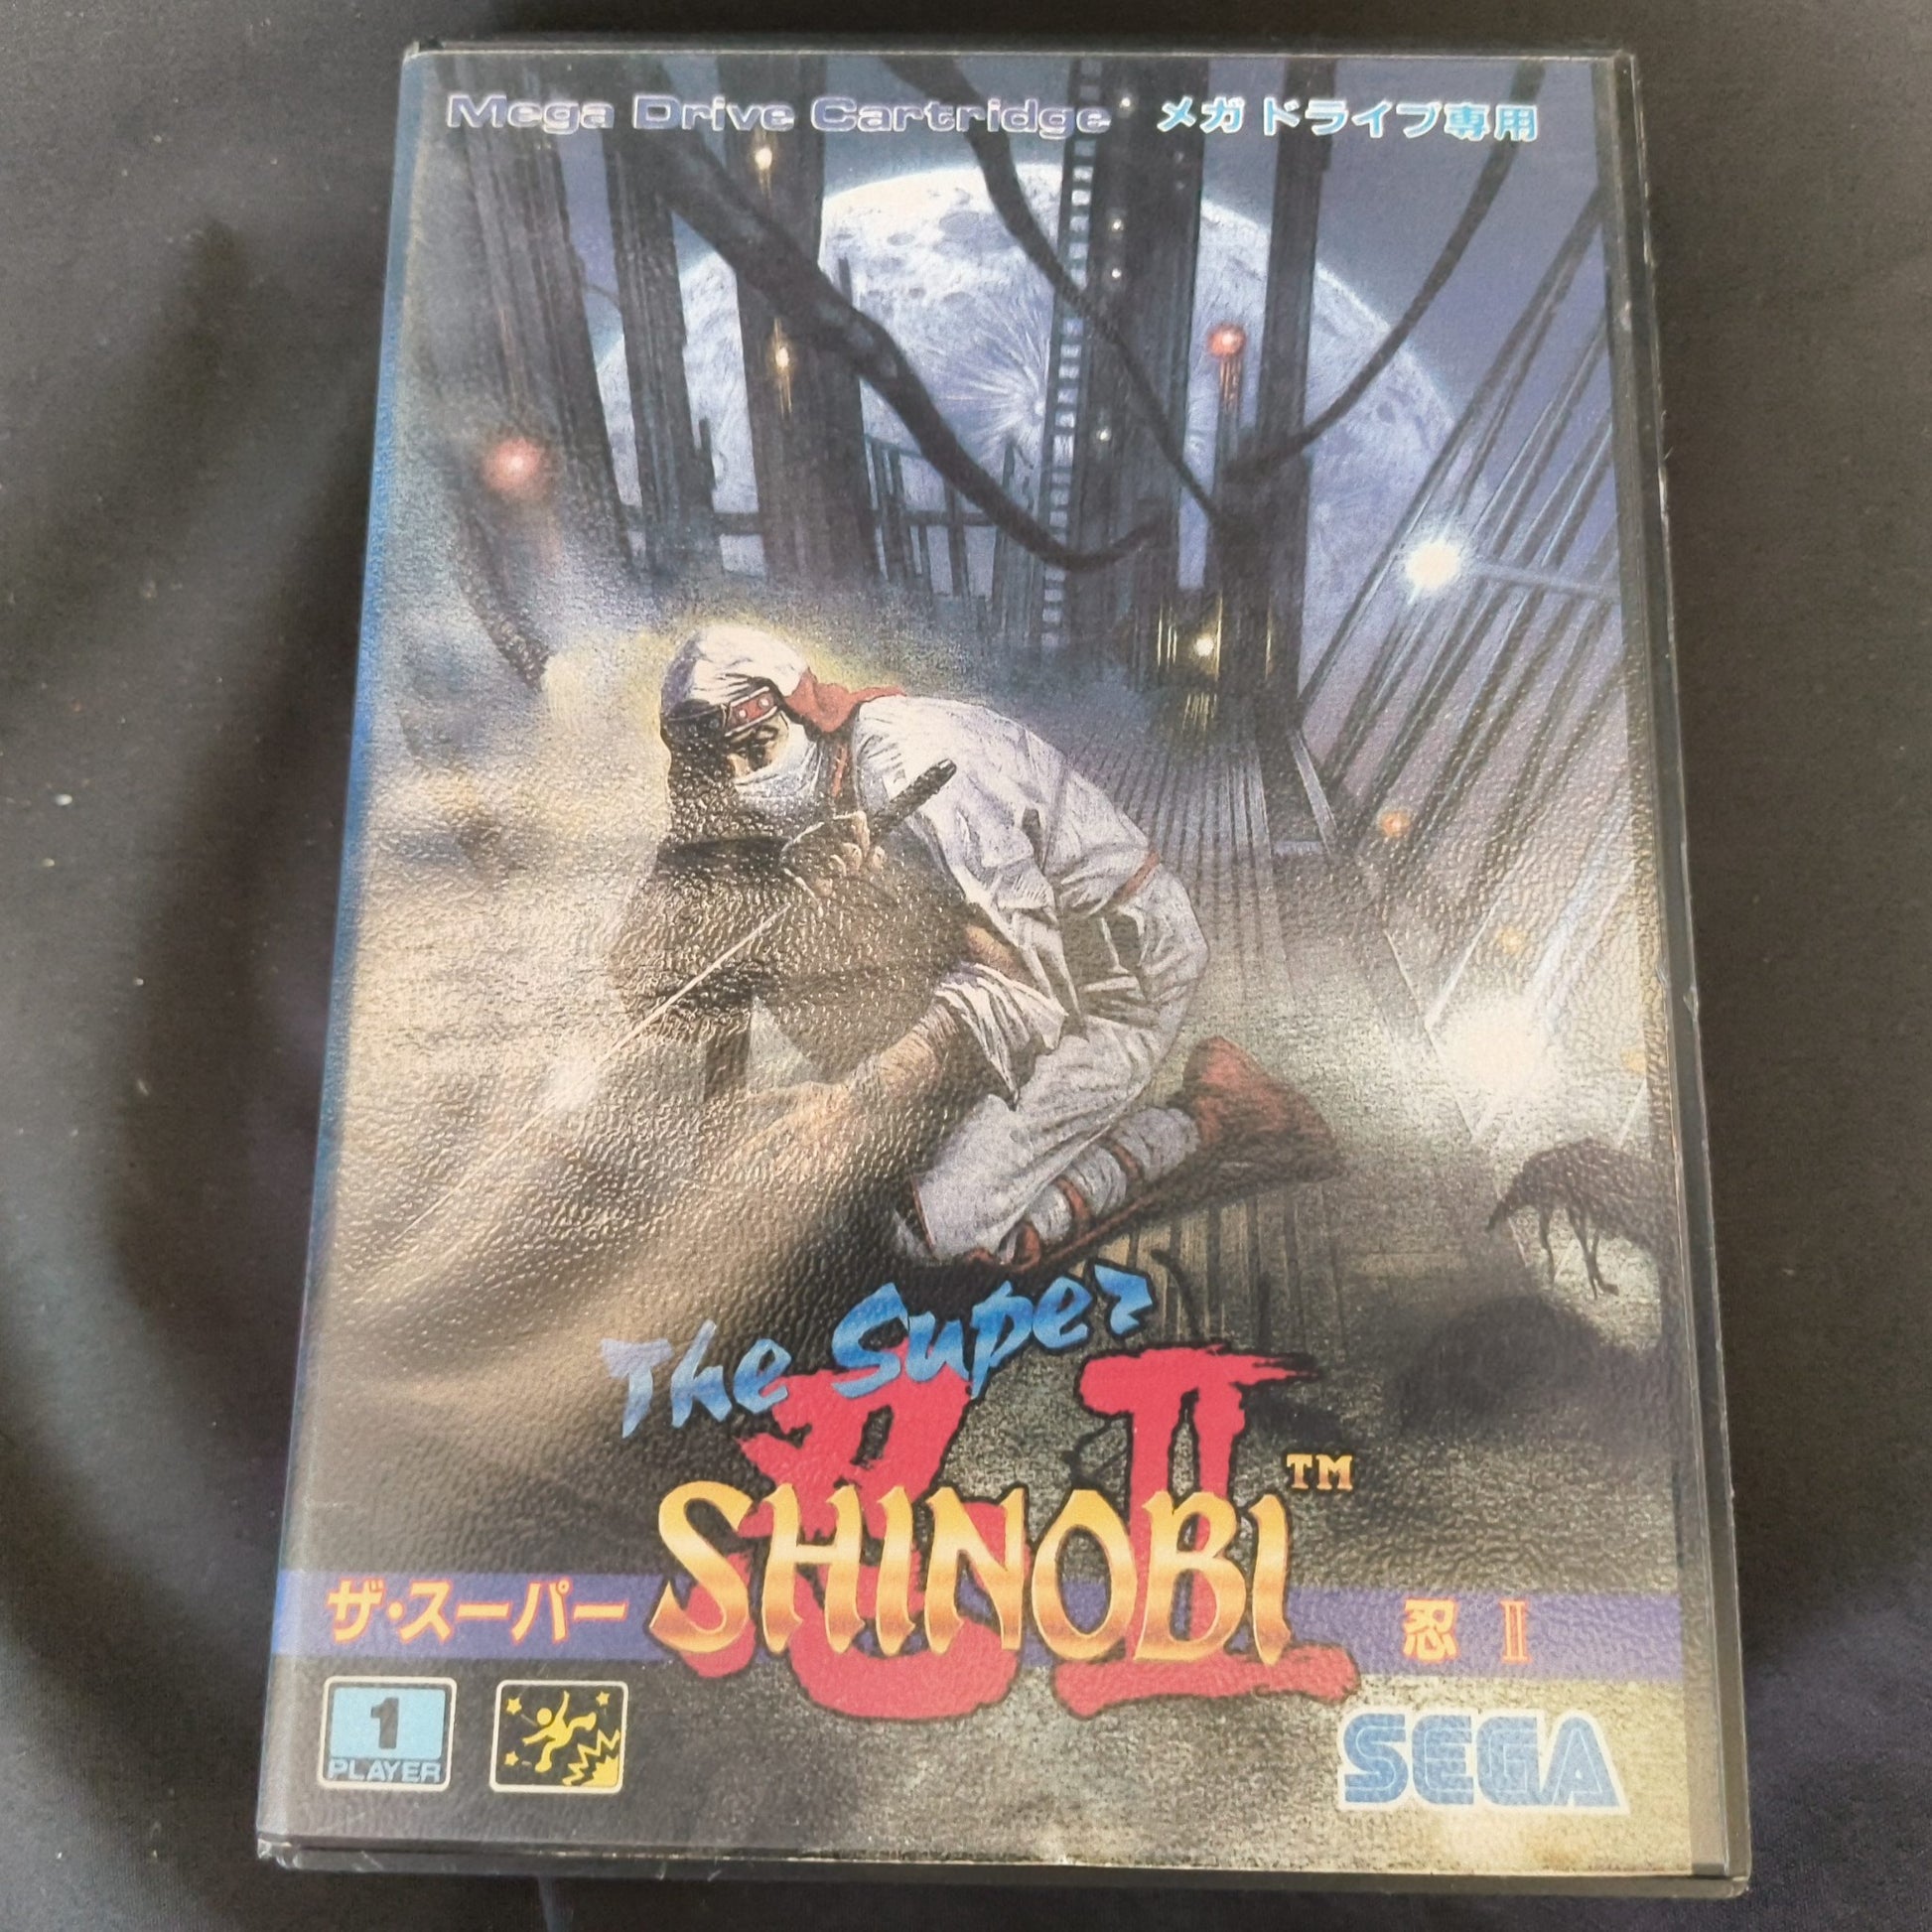 Mega Drive Cartridge メガドライブ専用
The Super
忍 II
SHINOBI™
ザ・スーパー 忍 II
1
PLAYER
SEGA